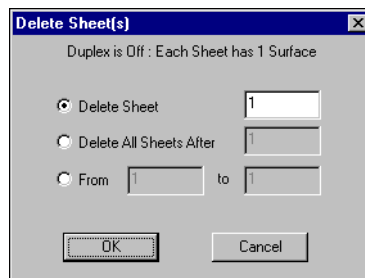 Delete Sheet(s)
Duplex is Off : Each Sheet has 1 Surface
Delete Sheet 1
Delete All Sheets After 1
From 1 to 1
OK Cancel